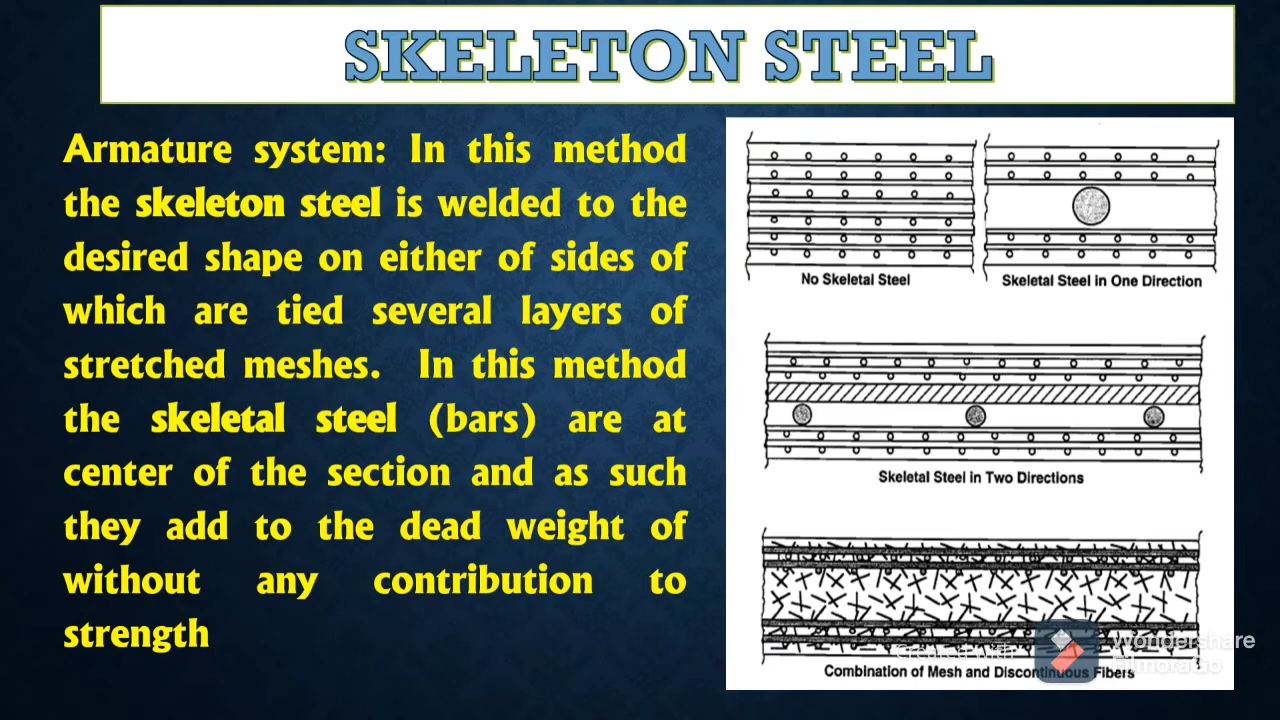 SKELETON STEEL
Armature system: In this method
the skeleton steel is welded to the
desired shape on either of sides of
which are tied several layers of
stretched meshes. In this method
the skeletal steel (bars) are at
center of the section and as such
they add to the dead weight of
without any contribution to
strength
No Skeletal Steel
Skeletal Steel in One Direction
Skeletal Steel in Two Directions
Combination of Mesh and Discontinuous Fibers
Created with
Wondershare
FilmoraGo